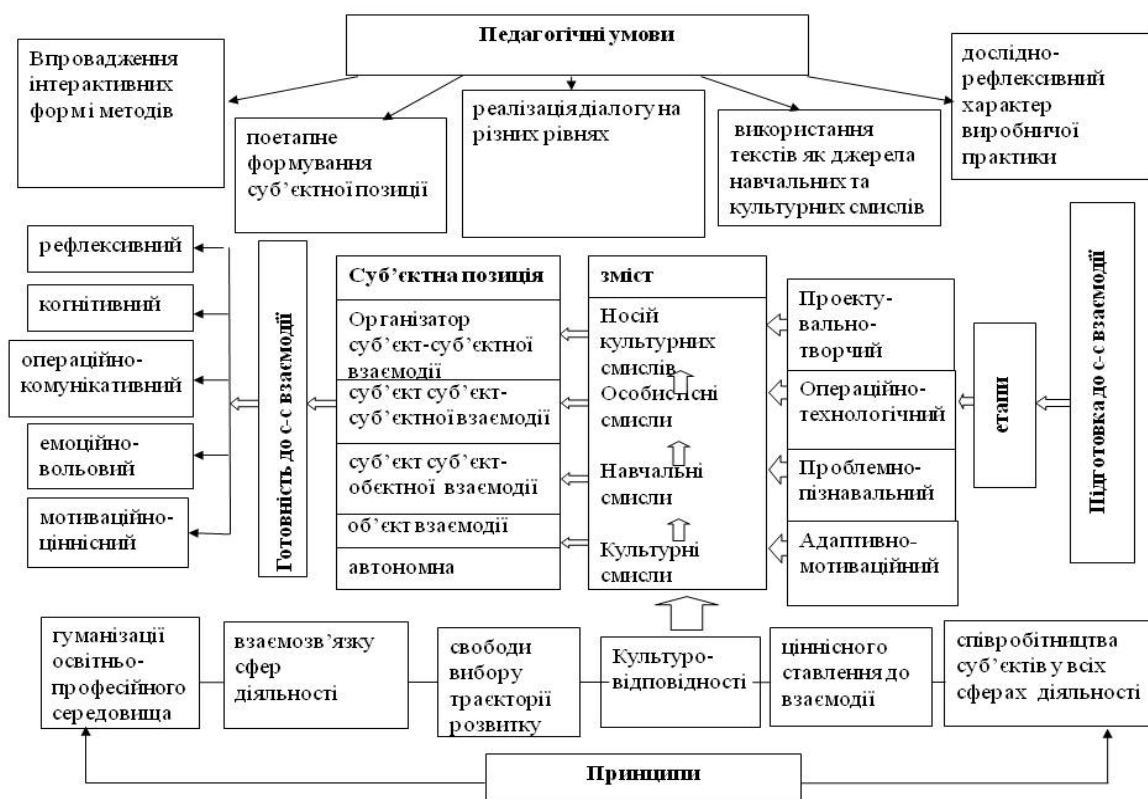 Педагогічні умови
Впровадження
інтерактивних
форм і методів
поетапне
формування
суб’єктної позиції
реалізація діалогу на
різних рівнях
використання
текстів як джерела
навчальних та
культурних смислів
дослідно-
рефлексивний
характер
виробничої
практики
рефлексивний
когнітивний
операційно-
комунікативний
емоційно-
вольовий
мотиваційно-
ціннісний
Готовність до с-с взаємодії
Суб’єктна позиція
Організатор
суб’єкт-суб’єктної
взаємодії
суб’єкт суб’єкт-
суб’єктної взаємодії
суб’єкт суб’єкт-
обєктної взаємодії
об’єкт взаємодії
автономна
зміст
Носій
культурних
смислів
Особистісні
смисли
Навчальні
смисли
Культурні
смисли
Проекту-
вально-
творчий
Операційно-
технологічний
Проблемно-
пізнавальний
Адаптивно-
мотиваційний
етапи
Підготовка до с-с взаємодії
гуманізації
освітньо-
професійного
середовища
взаємозв’язку
сфер
діяльності
свободи
вибору
траєкторії
розвитку
Культуро-
відповідності
ціннісного
ставлення до
взаємодії
співробітництва
суб’єктів у всіх
сферах діяльності
Принципи